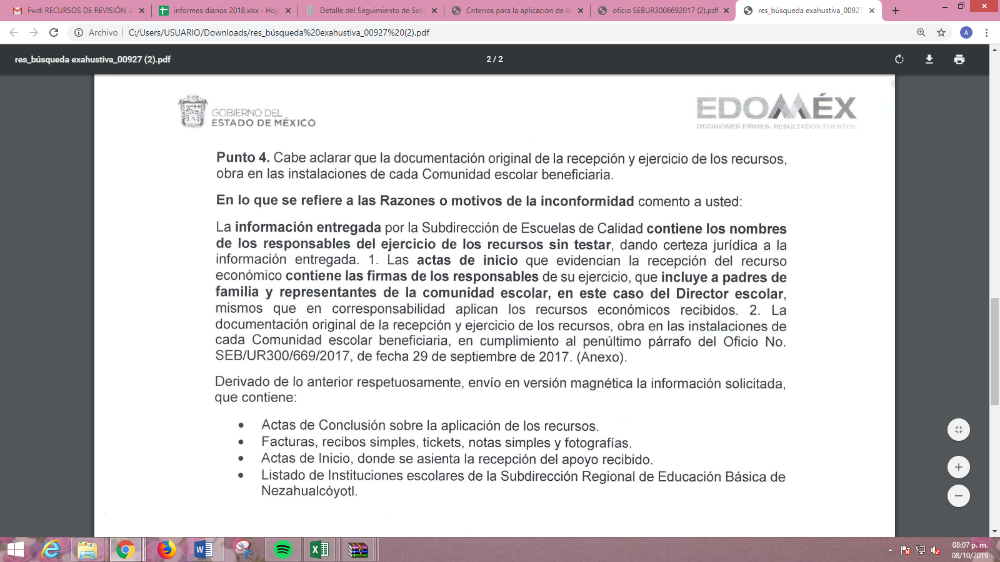 Fwd: RECURSOS DE REVISIÓN 2
informes diarios 2018.xlsx - Hoja
Detalle del Seguimiento de Solic
Criterios para la aplicación de lo
oficio SEBUR3006692017 (2).pdf
res_búsqueda exahustiva_00927
Archivo
C:/Users/USUARIO/Downloads/res_búsqueda%20exahustiva_00927%20(2).pdf
A
res_búsqueda exahustiva_00927 (2).pdf
2 / 2
GOBIERNO DEL
ESTADO DE MÉXICO
EDOMÉX
DECISIONES FIRMES, RESULTADOS FUERTES.
Punto 4. Cabe aclarar que la documentación original de la recepción y ejercicio de los recursos,
obra en las instalaciones de cada Comunidad escolar beneficiaria.
En lo que se refiere a las Razones o motivos de la inconformidad comento a usted:
La información entregada por la Subdirección de Escuelas de Calidad contiene los nombres
de los responsables del ejercicio de los recursos sin testar, dando certeza jurídica a la
información entregada. 1. Las actas de inicio que evidencian la recepción del recurso
económico contiene las firmas de los responsables de su ejercicio, que incluye a padres de
familia y representantes de la comunidad escolar, en este caso del Director escolar,
mismos que en corresponsabilidad aplican los recursos económicos recibidos. 2. La
documentación original de la recepción y ejercicio de los recursos, obra en las instalaciones de
cada Comunidad escolar beneficiaria, en cumplimiento al penúltimo párrafo del Oficio No.
SEB/UR300/669/2017, de fecha 29 de septiembre de 2017. (Anexo).
Derivado de lo anterior respetuosamente, envío en versión magnética la información solicitada,
que contiene:
• Actas de Conclusión sobre la aplicación de los recursos.
• Facturas, recibos simples, tickets, notas simples y fotografías.
• Actas de Inicio, donde se asienta la recepción del apoyo recibido.
• Listado de Instituciones escolares de la Subdirección Regional de Educación Básica de
Nezahualcóyotl.
08:07 p. m.
08/10/2019